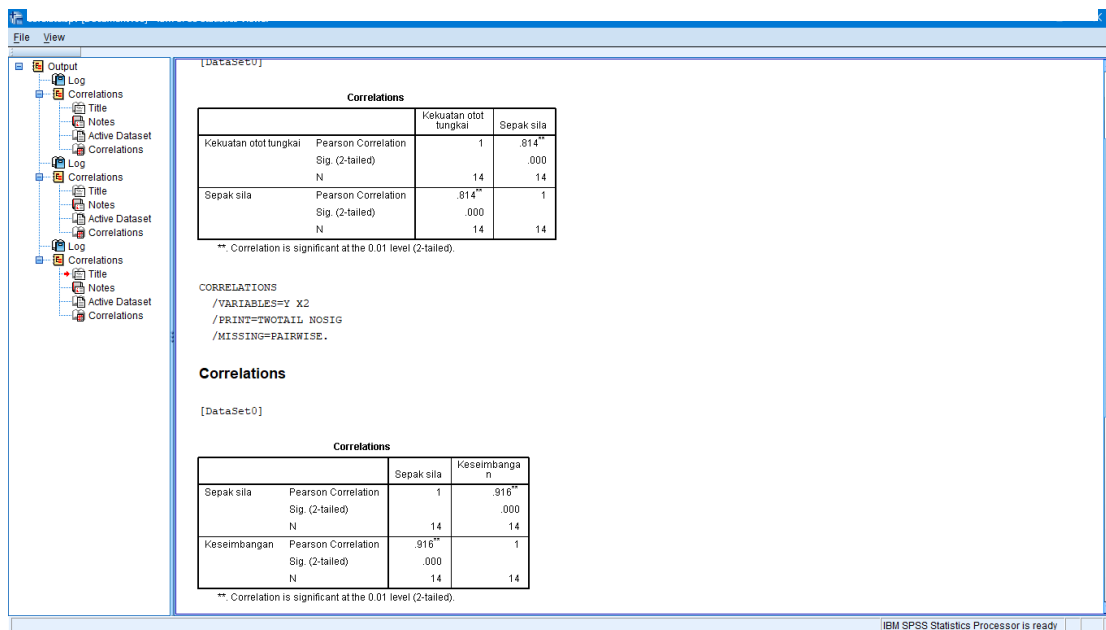 File View
Output
Log
Correlations
Title
Notes
Active Dataset
Correlations
Log
Correlations
Title
Notes
Active Dataset
Correlations
Log
Correlations
Title
Notes
Active Dataset
Correlations
[DataSet0]
Correlations
Kekuatan otot
tungkai
Sepak sila
Kekuatan otot tungkai Pearson Correlation 1 .814**
Sig. (2-tailed) .000
N 14 14
Sepak sila Pearson Correlation .814** 1
Sig. (2-tailed) .000
N 14 14
**. Correlation is significant at the 0.01 level (2-tailed).
CORRELATIONS
/VARIABLES=Y X2
/PRINT=TWOTAIL NOSIG
/MISSING=PAIRWISE.
Correlations
[DataSet0]
Correlations
Sepak sila
Keseimbanga
n
Sepak sila Pearson Correlation 1 .916**
Sig. (2-tailed) .000
N 14 14
Keseimbangan Pearson Correlation .916** 1
Sig. (2-tailed) .000
N 14 14
**. Correlation is significant at the 0.01 level (2-tailed).
IBM SPSS Statistics Processor is ready